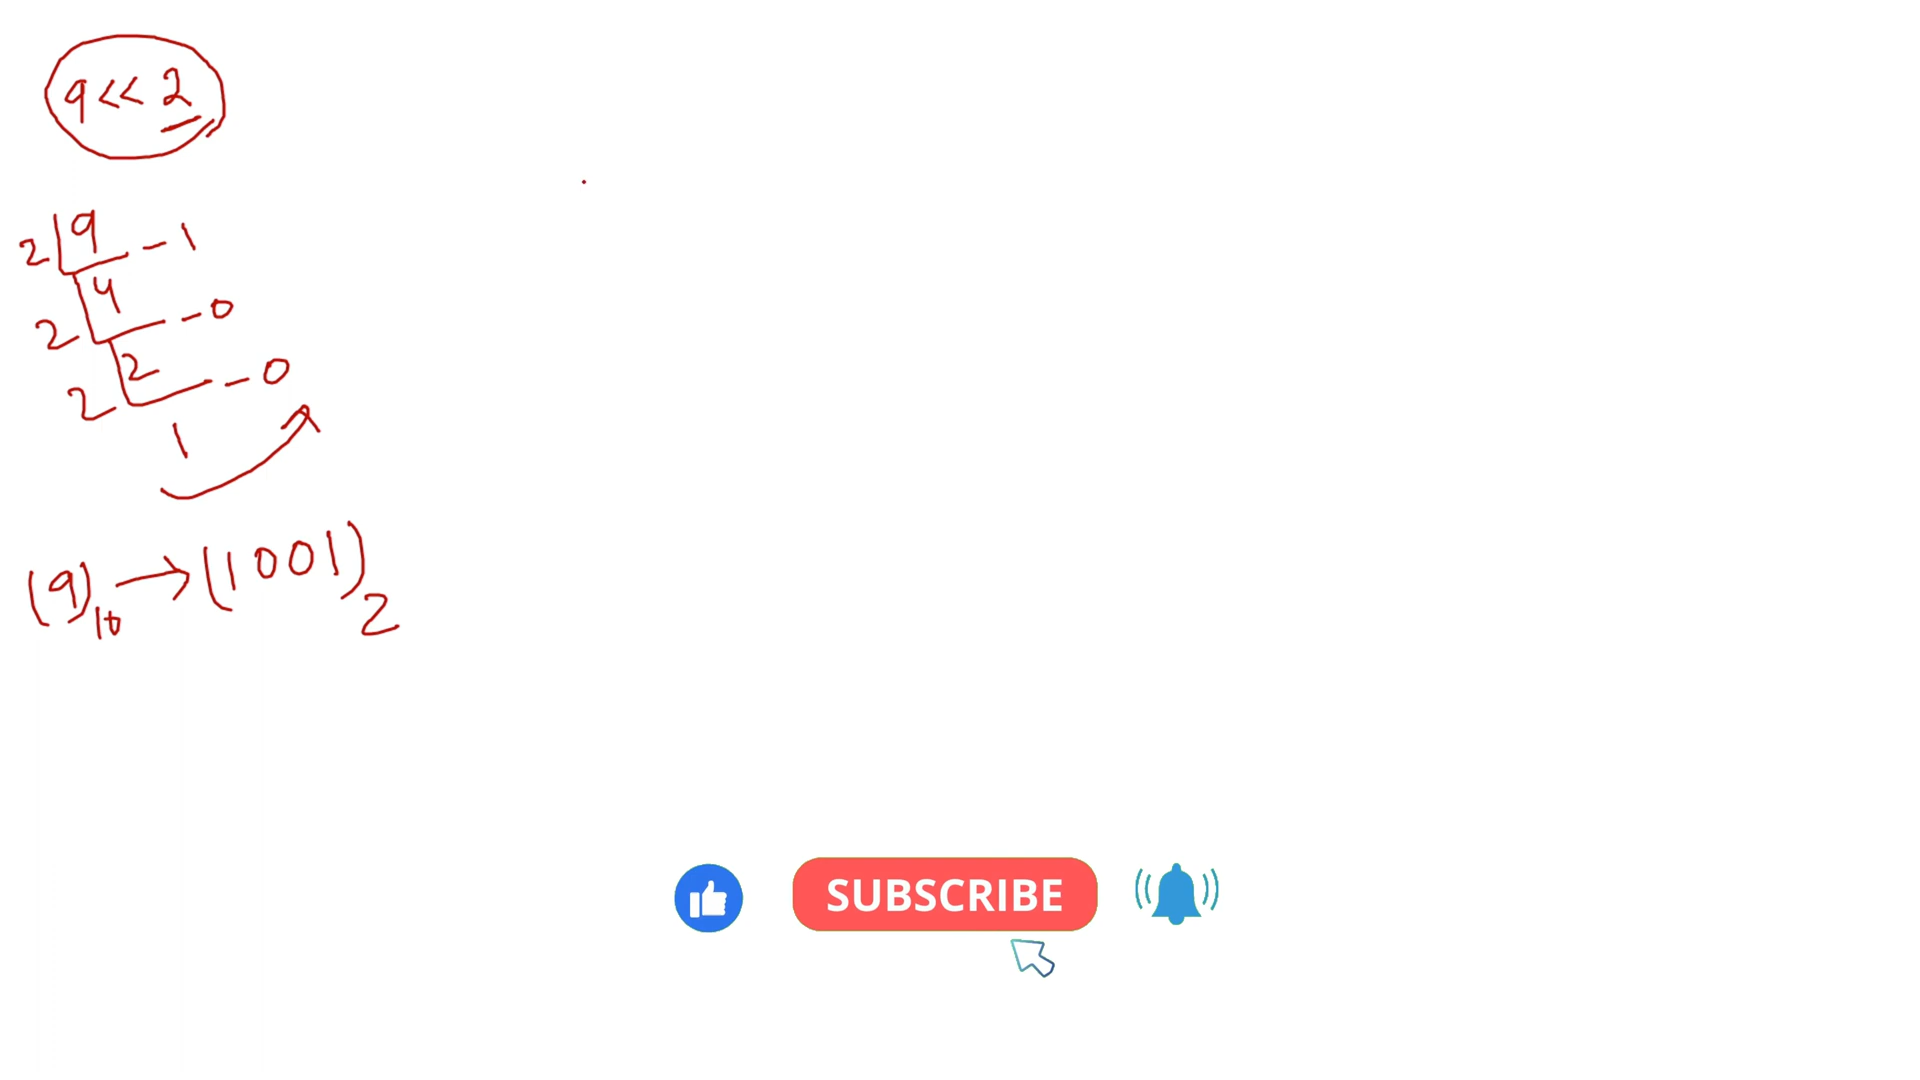 9 << 2
2 | 9 - 1
2 | 4 - 0
2 | 2 - 0
1
(9)10 → (1001)2
SUBSCRIBE